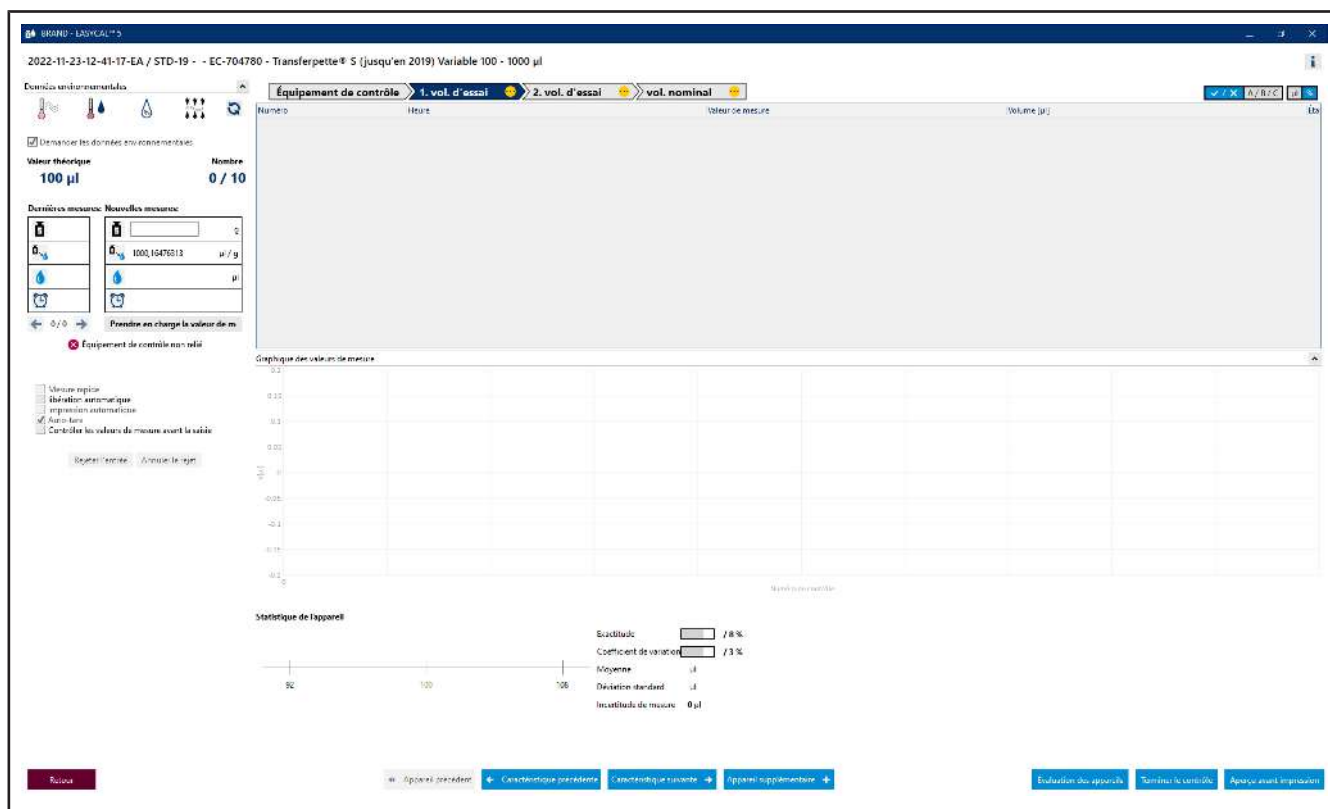 BRAND - EASYCAL™ 5
2022-11-23-12-41-17-EA / STD-19 - - EC-704780 - Transferpette® S (jusqu'en 2019) Variable 100 - 1000 µl
Données environnementales
Équipement de contrôle
1. vol. d'essai
2. vol. d'essai
vol. nominal
✓ / X
A / B / C
µl
%
Numéro Heure Valeur de mesure Volume [µl] Éta
Demander les données environnementales
Valeur théorique Nombre
100 µl 0 / 10
Dernières mesures: Nouvelles mesures:
g
1000,16476313 µl / g
µl
0 / 0
Prendre en charge la valeur de m
Équipement de contrôle non relié
Graphique des valeurs de mesure
0.2
0.15
0.1
0.05
0
-0.05
-0.1
-0.15
-0.2
0
Mesure rapide
libération automatique
impression automatique
Auto-tare
Contrôler les valeurs de mesure avant la saisie
Rejeter l'entrée Annuler le rejet
Numéro de contrôle
Statistique de l'appareil
92 100 108
Exactitude / 8 %
Coefficient de variation / 3 %
Moyenne µl
Déviation standard µl
Incertitude de mesure 0 µl
Retour
Appareil précédent
Caractéristique précédente
Caractéristique suivante
Appareil supplémentaire
Évaluation des appareils
Terminer le contrôle
Aperçu avant impression